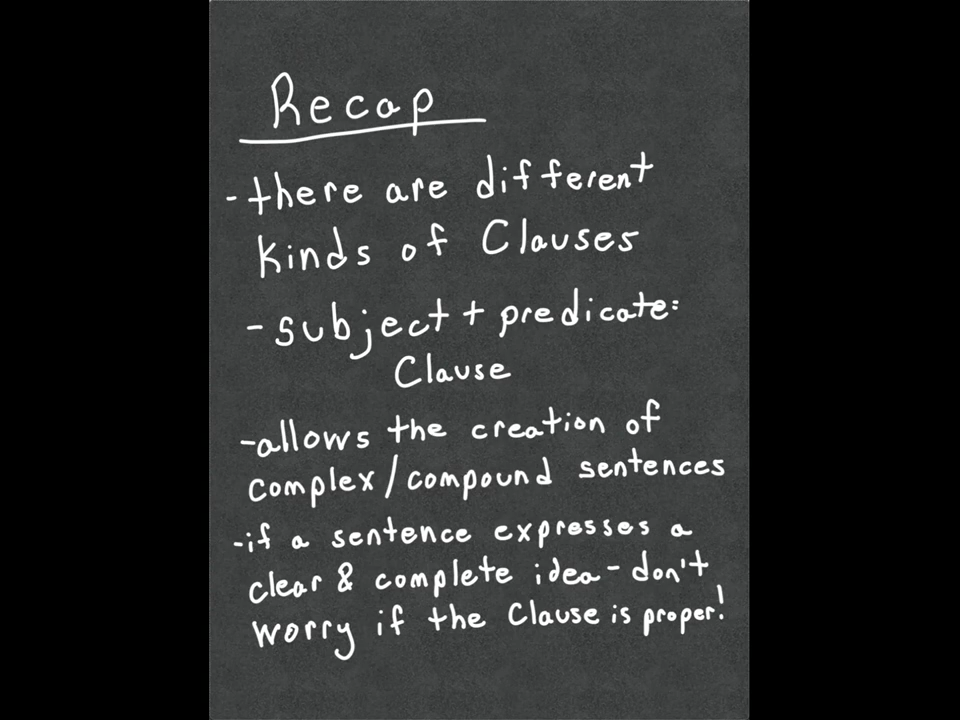 Recap
- there are different
kinds of Clauses
- subject + predicate =
Clause
- allows the creation of
complex/compound sentences
- if a sentence expresses a
clear & complete idea - don't
worry if the Clause is proper!